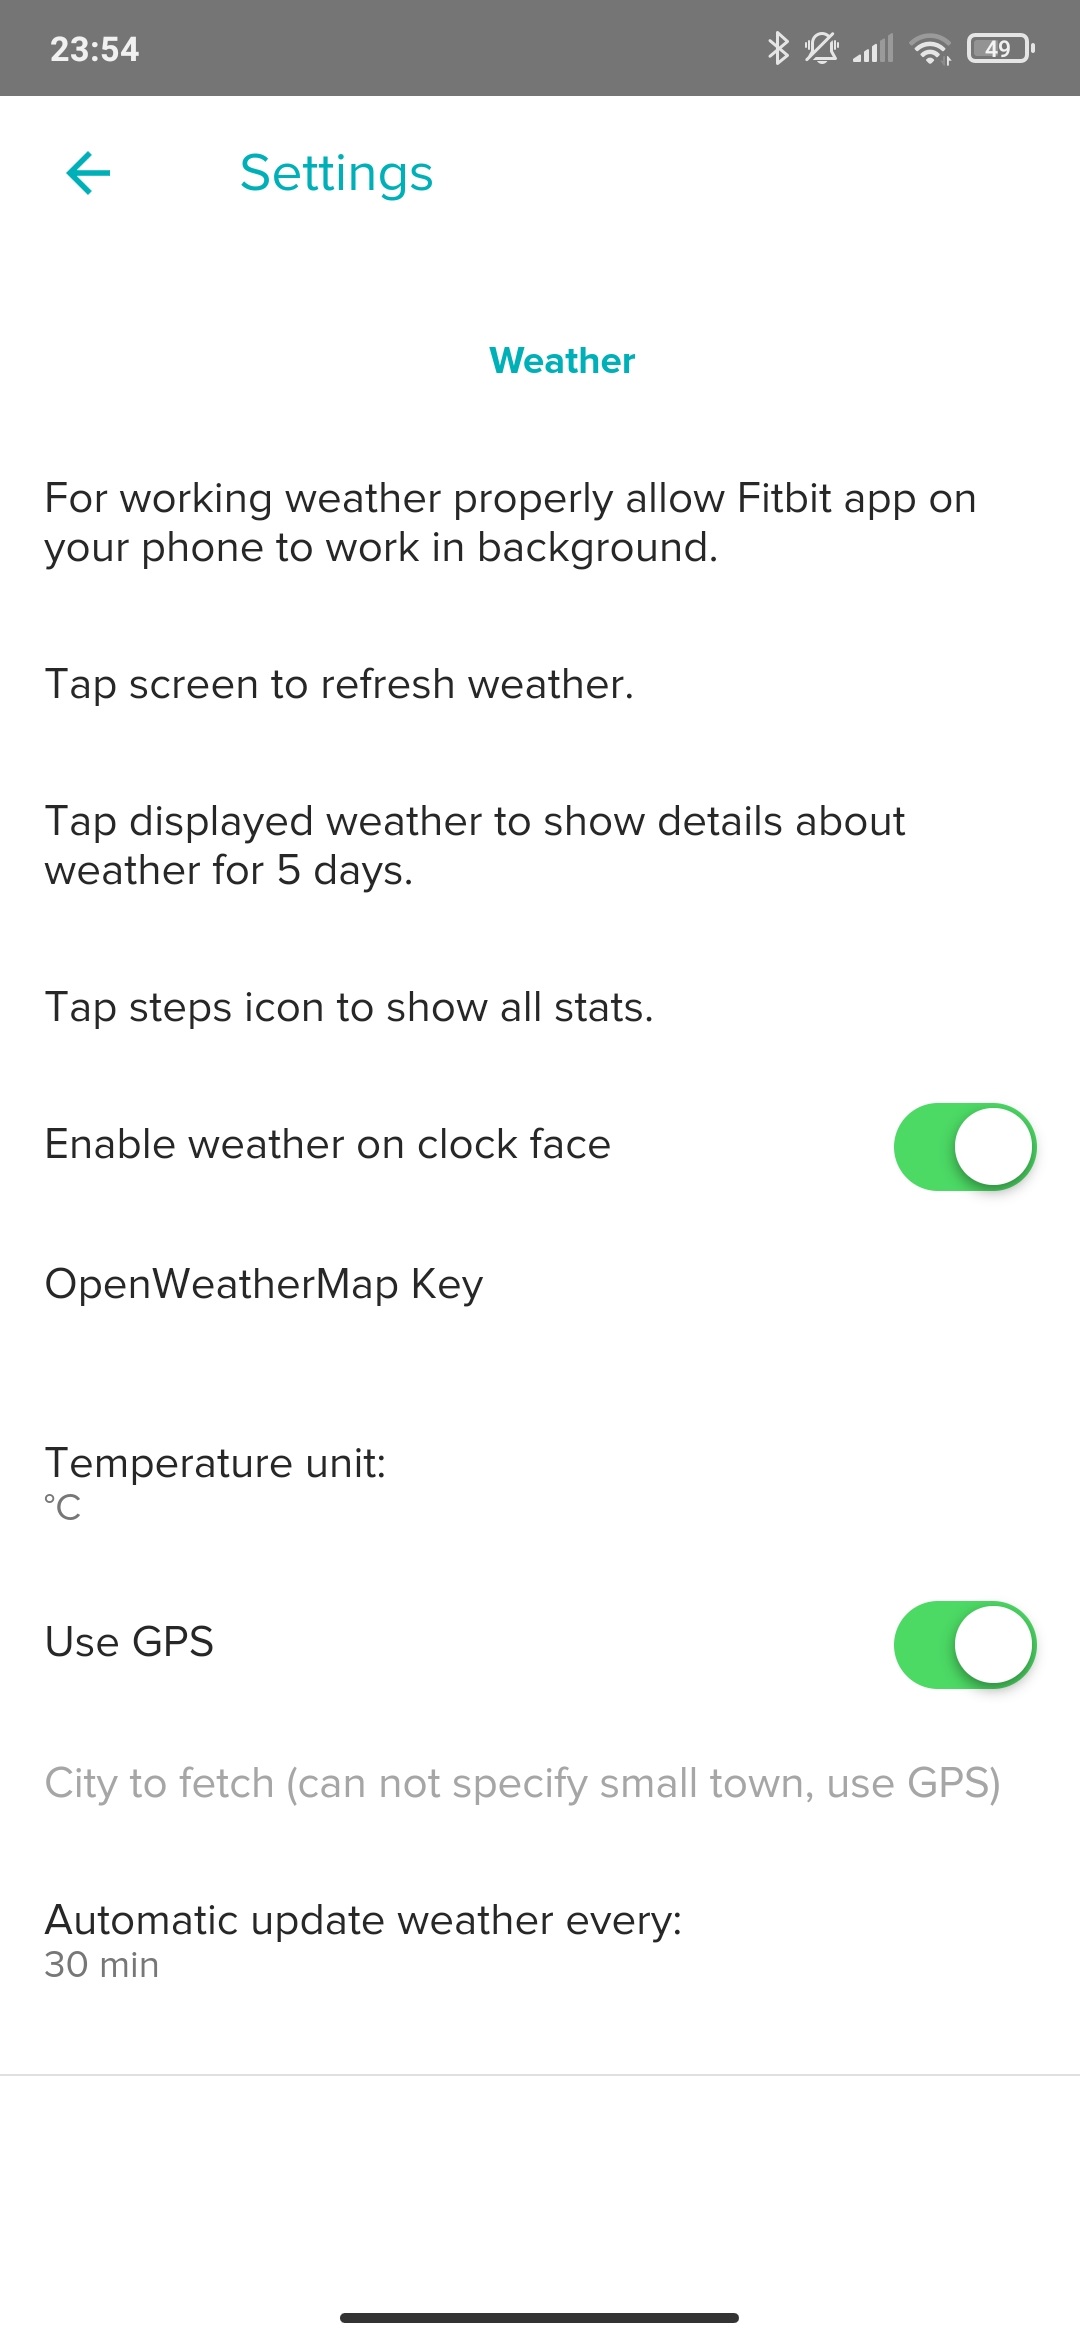 23:54
49
Settings
Weather
For working weather properly allow Fitbit app on
your phone to work in background.
Tap screen to refresh weather.
Tap displayed weather to show details about
weather for 5 days.
Tap steps icon to show all stats.
Enable weather on clock face
OpenWeatherMap Key
Temperature unit:
°C
Use GPS
City to fetch (can not specify small town, use GPS)
Automatic update weather every:
30 min